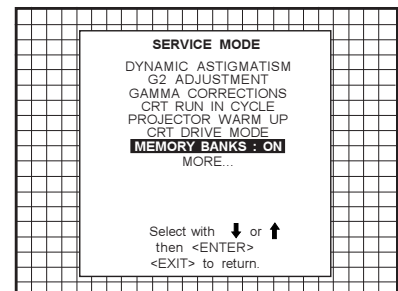 SERVICE MODE
DYNAMIC ASTIGMATISM
G2 ADJUSTMENT
GAMMA CORRECTIONS
CRT RUN IN CYCLE
PROJECTOR WARM UP
CRT DRIVE MODE
MEMORY BANKS : ON
MORE...
Select with ⬇ or ⬆
then <ENTER>
<EXIT> to return.